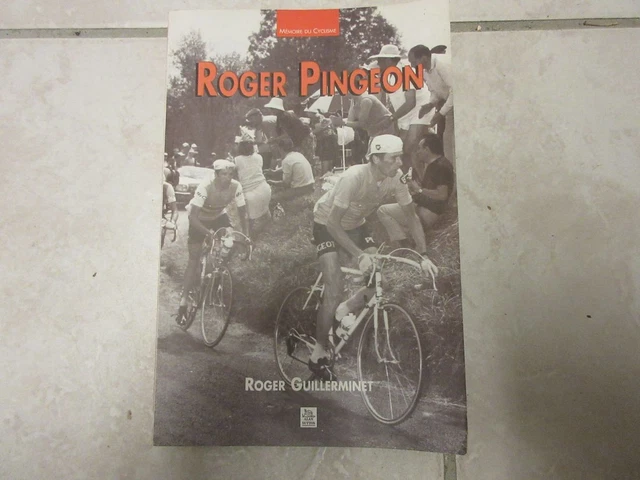 MÉMOIRE DU CYCLISME
ROGER PINGEON
ROGER GUILLERMINET